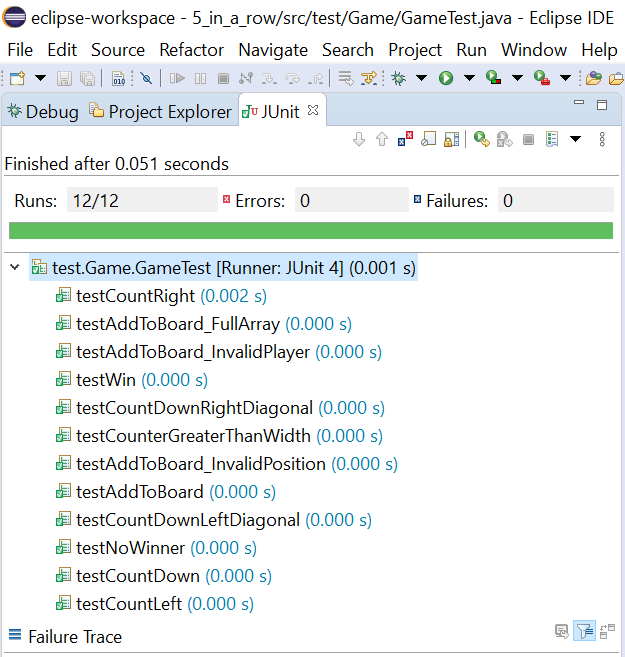 eclipse-workspace - 5_in_a_row/src/test/Game/GameTest.java - Eclipse IDE
File Edit Source Refactor Navigate Search Project Run Window Help
Debug Project Explorer JUnit
Finished after 0.051 seconds
Runs: 12/12 Errors: 0 Failures: 0
test.Game.GameTest [Runner: JUnit 4] (0.001 s)
testCountRight (0.002 s)
testAddToBoard_FullArray (0.000 s)
testAddToBoard_InvalidPlayer (0.000 s)
testWin (0.000 s)
testCountDownRightDiagonal (0.000 s)
testCounterGreaterThanWidth (0.000 s)
testAddToBoard_InvalidPosition (0.000 s)
testAddToBoard (0.000 s)
testCountDownLeftDiagonal (0.000 s)
testNoWinner (0.000 s)
testCountDown (0.000 s)
testCountLeft (0.000 s)
Failure Trace